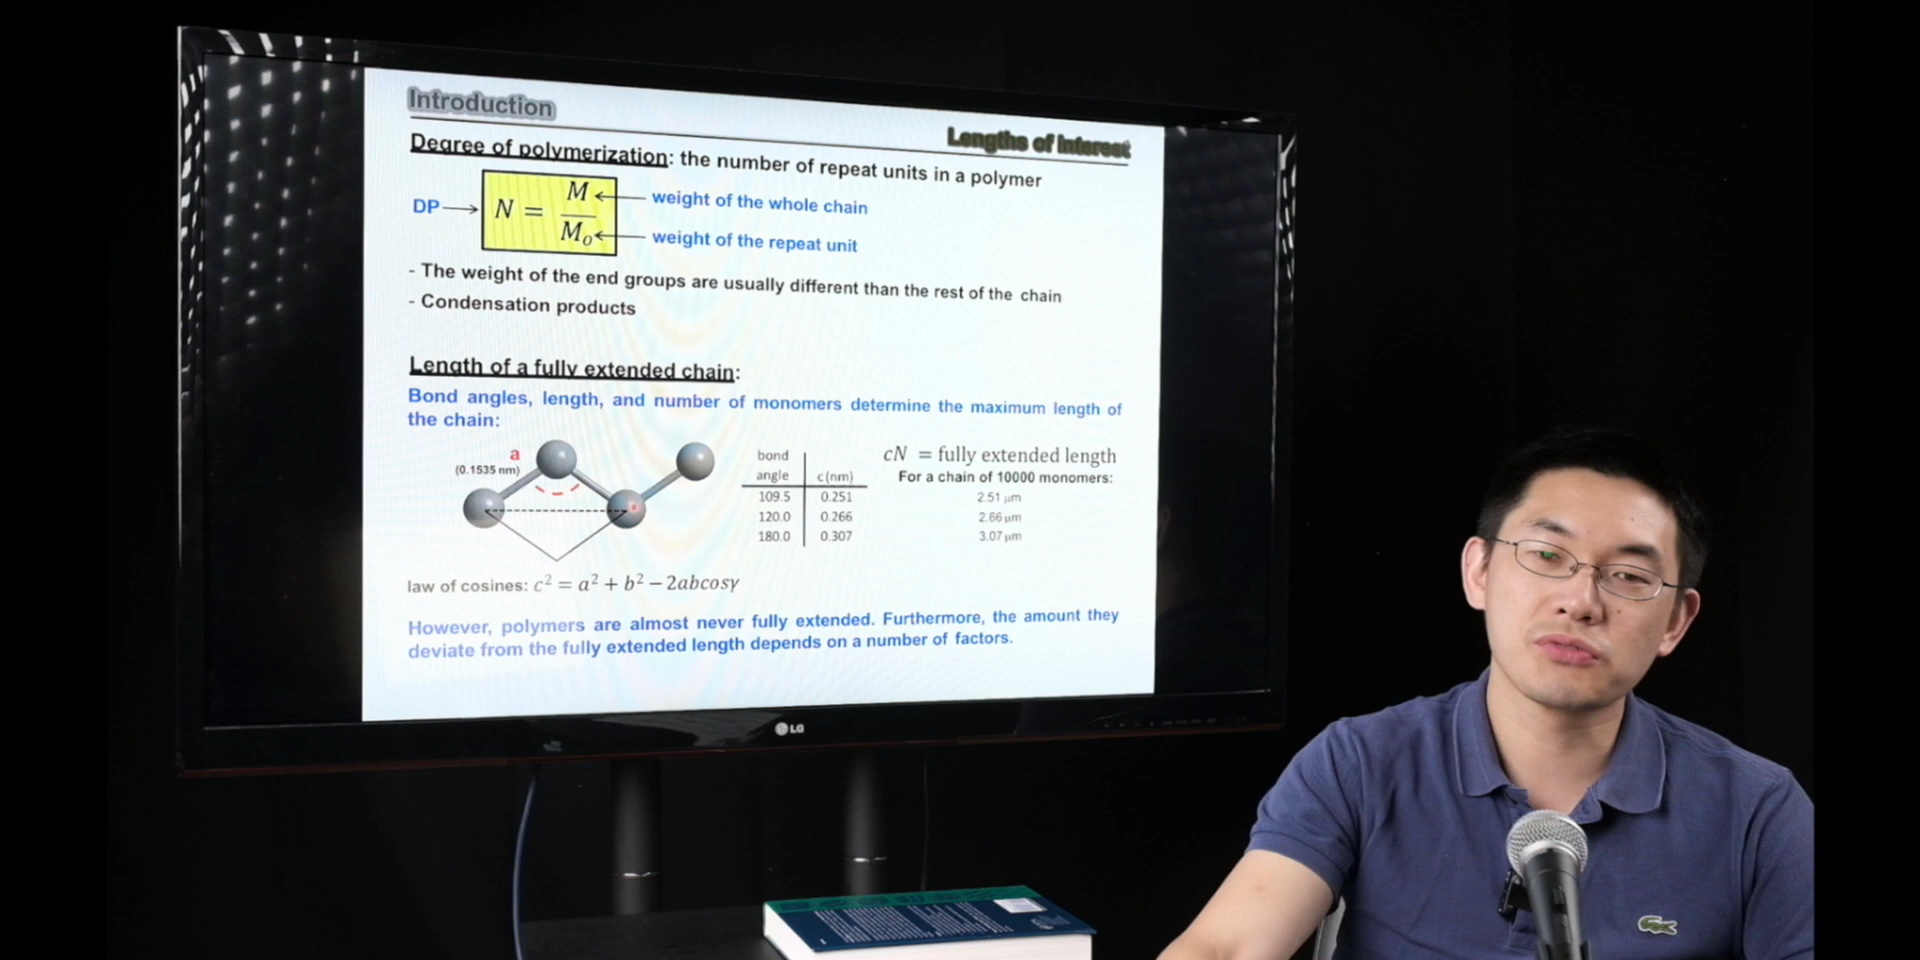 Introduction
Lengths of Interest
Degree of polymerization: the number of repeat units in a polymer
DP
N = M / Mo
weight of the whole chain
weight of the repeat unit
- The weight of the end groups are usually different than the rest of the chain
- Condensation products
Length of a fully extended chain:
Bond angles, length, and number of monomers determine the maximum length of
the chain:
a
(0.1535 nm)
bond
angle c(nm)
109.5 0.251
120.0 0.266
180.0 0.307
cN = fully extended length
For a chain of 10000 monomers:
2.51 μm
2.66 μm
3.07 μm
law of cosines: c² = a² + b² – 2abcosγ
However, polymers are almost never fully extended. Furthermore, the amount they
deviate from the fully extended length depends on a number of factors.
LG